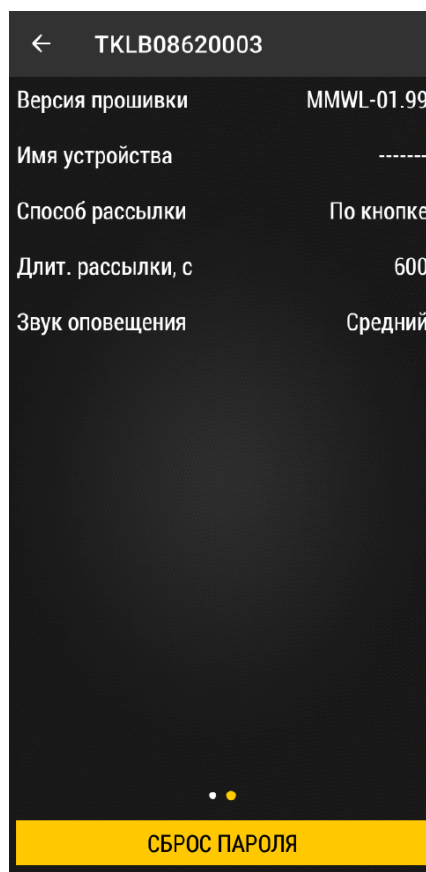 ← TKLB08620003
Версия прошивки MMWL-01.99
Имя устройства -------
Способ рассылки По кнопке
Длит. рассылки, с 600
Звук оповещения Средний
СБРОС ПАРОЛЯ